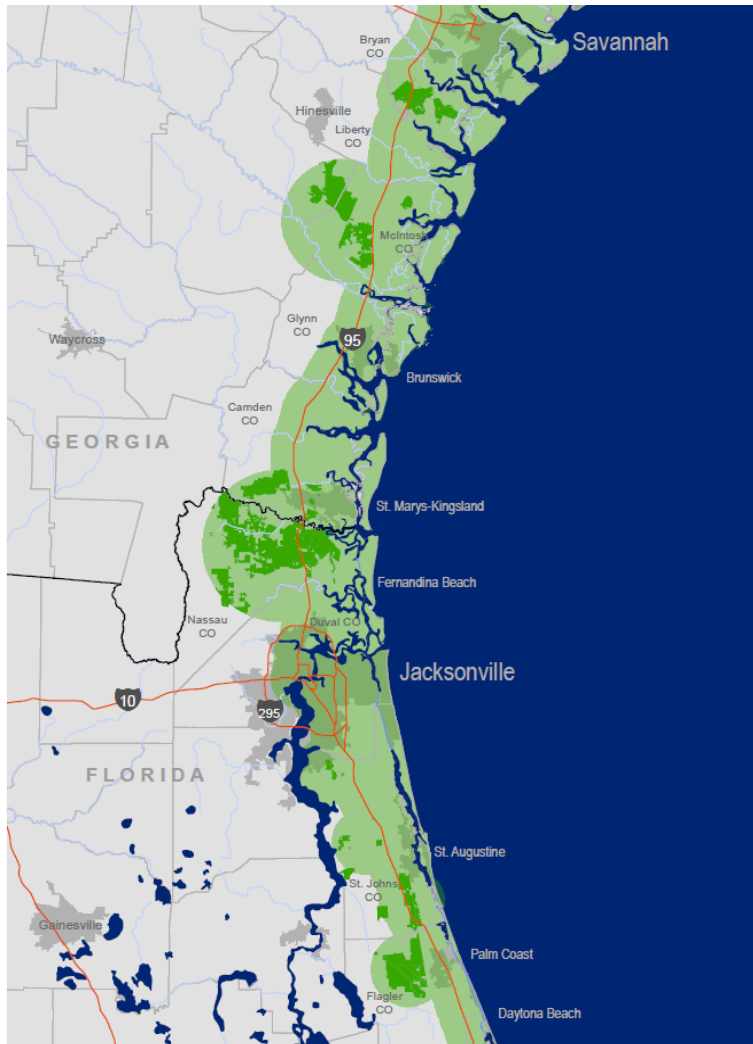 Bryan
CO
Savannah
Hinesville
Liberty
CO
McIntosh
CO
Glynn
CO
95
Waycross
Brunswick
Camden
CO
GEORGIA
St. Marys-Kingsland
Fernandina Beach
Nassau
CO
Duval CO
Jacksonville
10
295
FLORIDA
St. Augustine
St. Johns
CO
Gainesville
Palm Coast
Flagler
CO
Daytona Beach